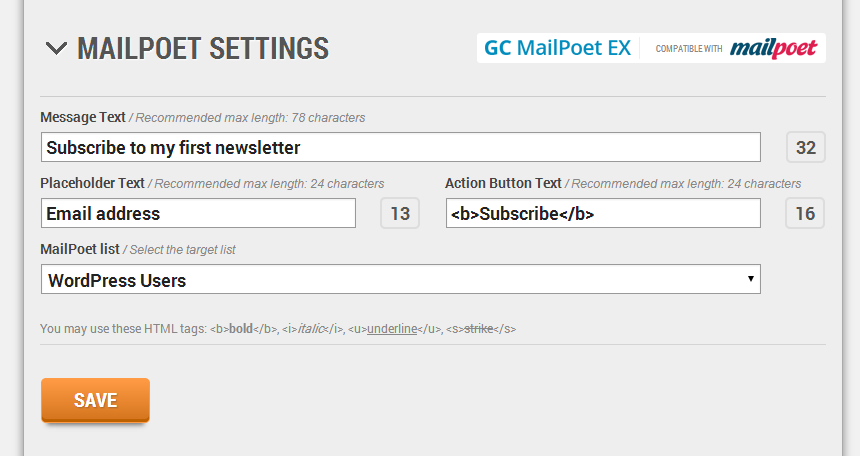 MAILPOET SETTINGS
GC MailPoet EX COMPATIBLE WITH mailpoet
Message Text / Recommended max length: 78 characters
Subscribe to my first newsletter 32
Placeholder Text / Recommended max length: 24 characters Action Button Text / Recommended max length: 24 characters
Email address 13 <b>Subscribe</b> 16
MailPoet list / Select the target list
WordPress Users
You may use these HTML tags: <b>bold</b>, <i>italic</i>, <u>underline</u>, <s>strike</s>
SAVE